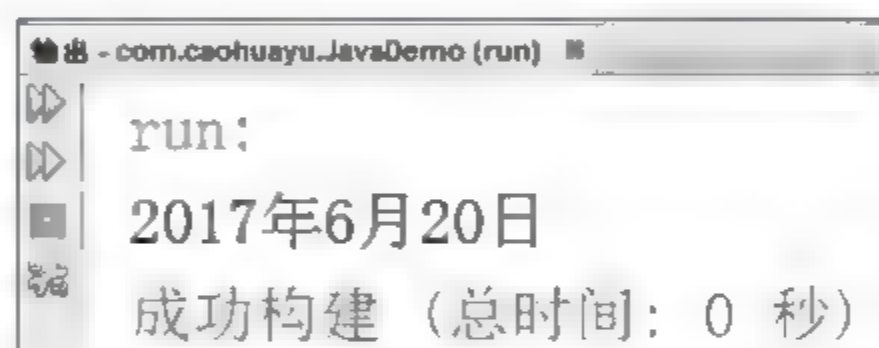 输出 - com.caohuayu.JavaDemo (run)
run:
2017年6月20日
成功构建 (总时间: 0 秒)